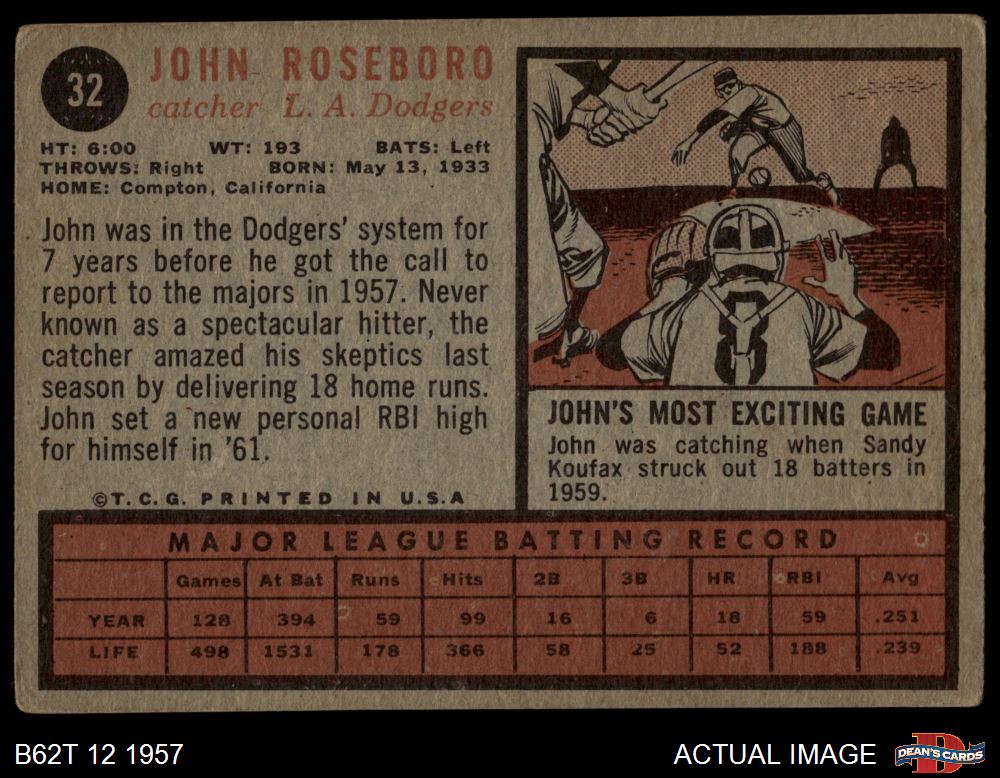 32
JOHN ROSEBORO
catcher L. A. Dodgers
HT: 6:00 WT: 193 BATS: Left
THROWS: Right BORN: May 13, 1933
HOME: Compton, California
John was in the Dodgers' system for
7 years before he got the call to
report to the majors in 1957. Never
known as a spectacular hitter, the
catcher amazed his skeptics last
season by delivering 18 home runs.
John set a new personal RBI high
for himself in '61.
©T.C.G. PRINTED IN U.S.A
8
JOHN'S MOST EXCITING GAME
John was catching when Sandy
Koufax struck out 18 batters in
1959.
MAJOR LEAGUE BATTING RECORD
Games At Bat Runs Hits 2B 3B HR RBI Avg
YEAR 128 394 59 99 16 6 18 59 .251
LIFE 498 1531 178 366 58 25 52 188 .239
B62T 12 1957
ACTUAL IMAGE
D
DEAN'S CARDS